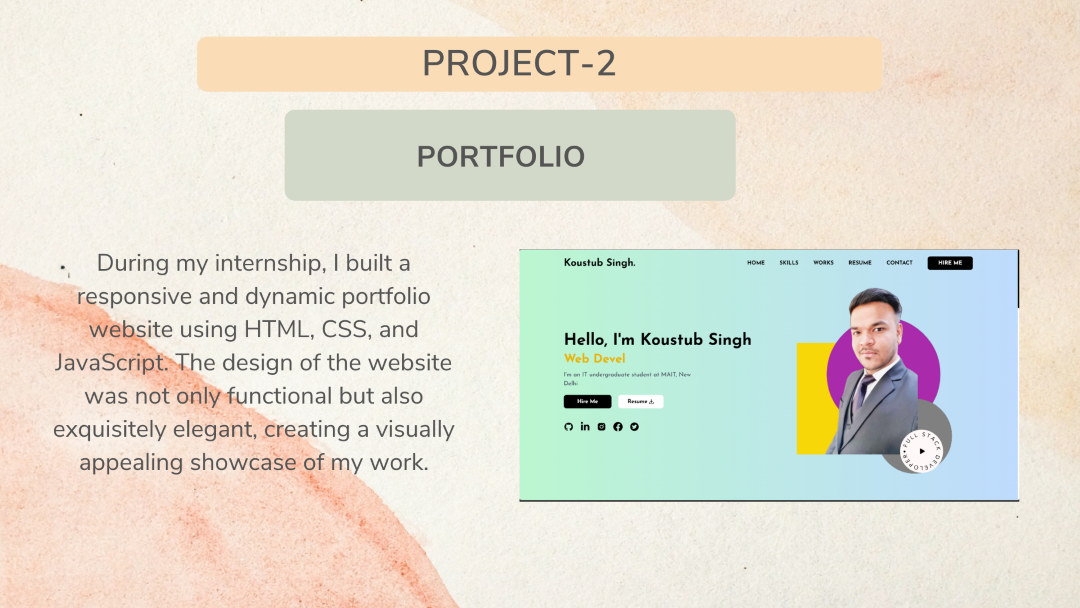 PROJECT-2
PORTFOLIO
During my internship, I built a
responsive and dynamic portfolio
website using HTML, CSS, and
JavaScript. The design of the website
was not only functional but also
exquisitely elegant, creating a visually
appealing showcase of my work.
Koustub Singh.
HOME SKILLS WORKS RESUME CONTACT HIRE ME
Hello, I'm Koustub Singh
Web Devel
I'm an IT undergraduate student at MAIT, New
Delhi
Hire Me Resume
FULL STACK DEVELOPER